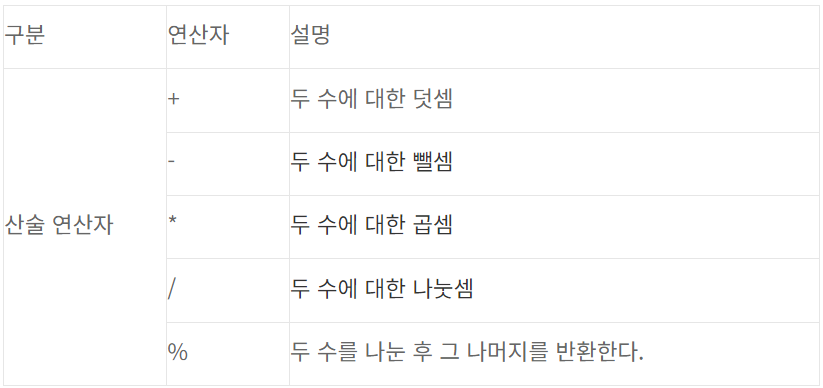 구분 연산자 설명
+ 두 수에 대한 덧셈
- 두 수에 대한 뺄셈
산술 연산자 * 두 수에 대한 곱셈
/ 두 수에 대한 나눗셈
% 두 수를 나눈 후 그 나머지를 반환한다.